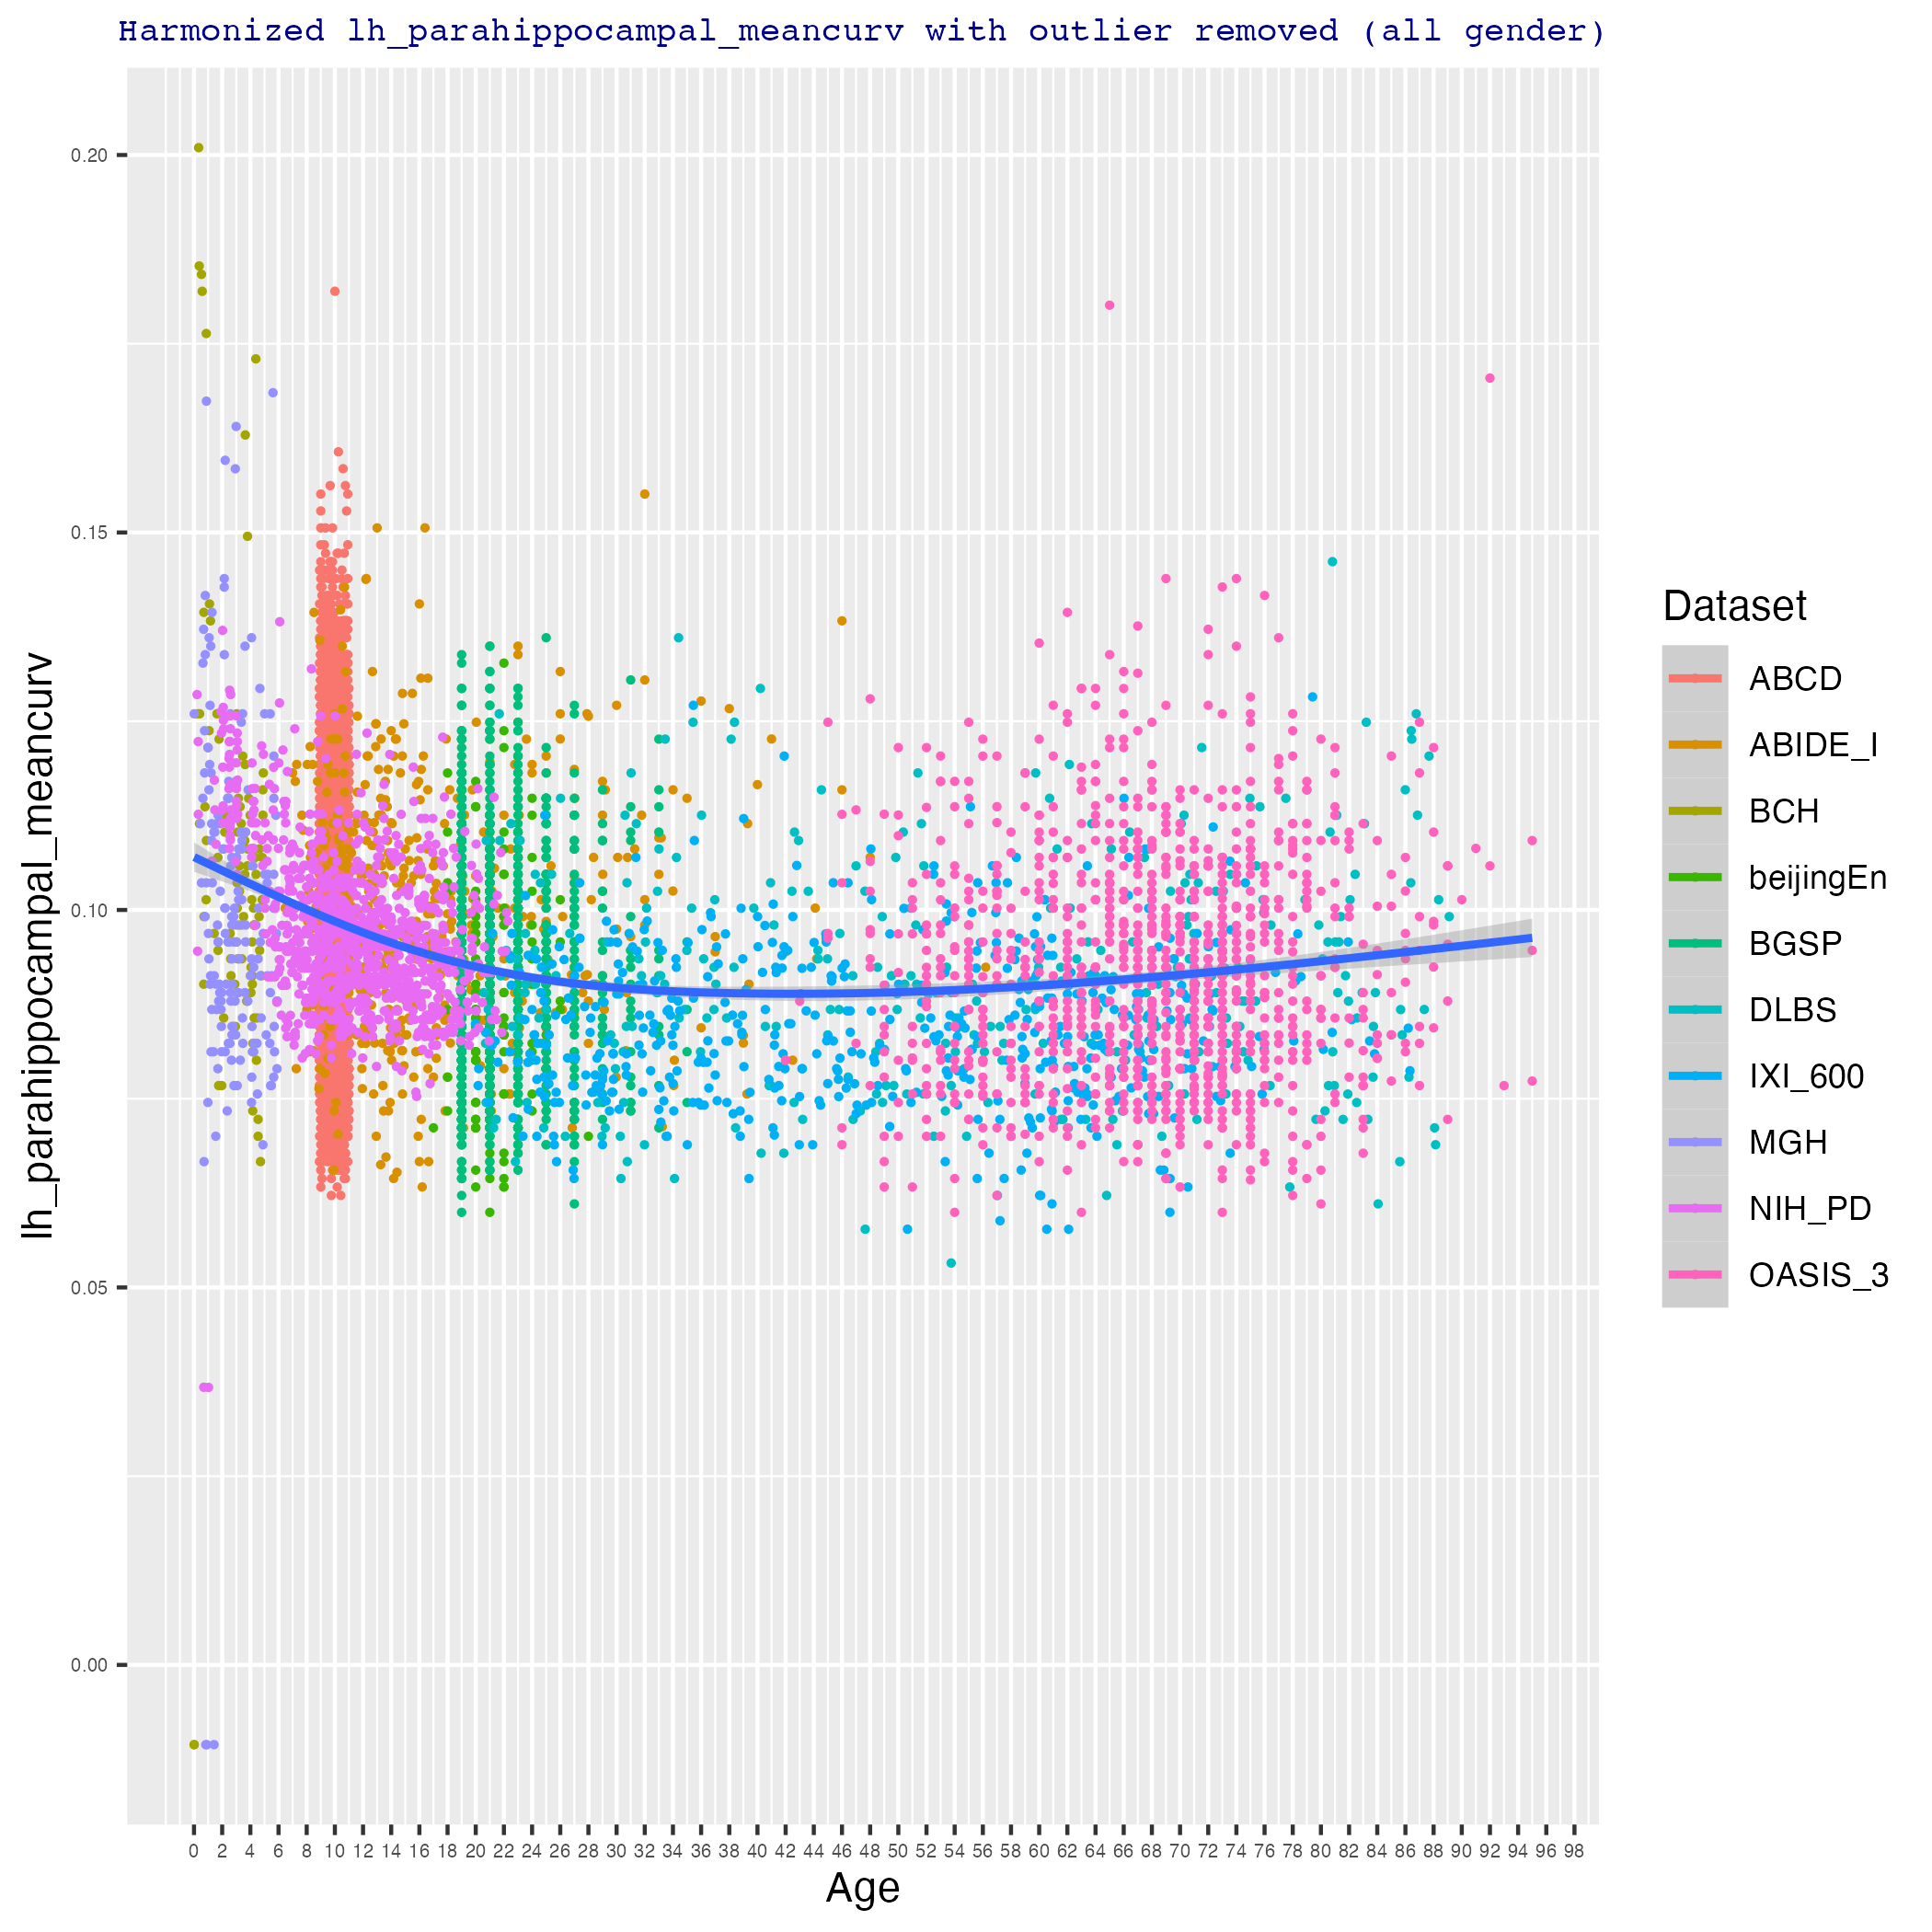 Harmonized lh_parahippocampal_meancurv with outlier removed (all gender)
lh_parahippocampal_meancurv
0.20
0.15
0.10
0.05
0.00
0 2 4 6 8 10 12 14 16 18 20 22 24 26 28 30 32 34 36 38 40 42 44 46 48 50 52 54 56 58 60 62 64 66 68 70 72 74 76 78 80 82 84 86 88 90 92 94 96 98
Age
Dataset
ABCD
ABIDE_I
BCH
beijingEn
BGSP
DLBS
IXI_600
MGH
NIH_PD
OASIS_3